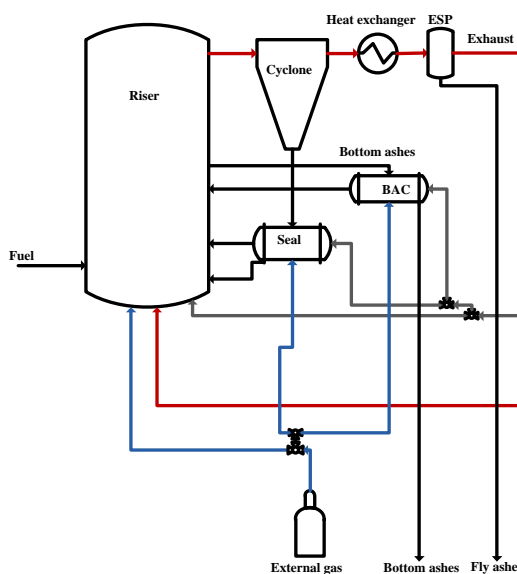 Heat exchanger
ESP
Exhaust
Cyclone
Riser
Bottom ashes
BAC
Seal
Fuel
External gas
Bottom ashes
Fly ashe